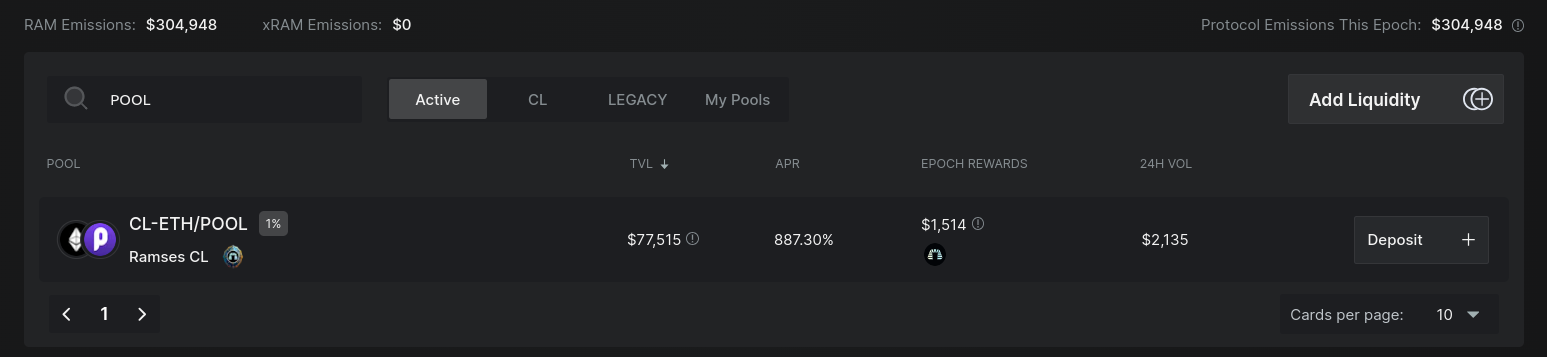 RAM Emissions: $304,948 xRAM Emissions: $0 Protocol Emissions This Epoch: $304,948
POOL Active CL LEGACY My Pools Add Liquidity
POOL TVL APR EPOCH REWARDS 24H VOL
CL-ETH/POOL 1%
Ramses CL
$77,515 887.30% $1,514 $2,135 Deposit
1 Cards per page: 10